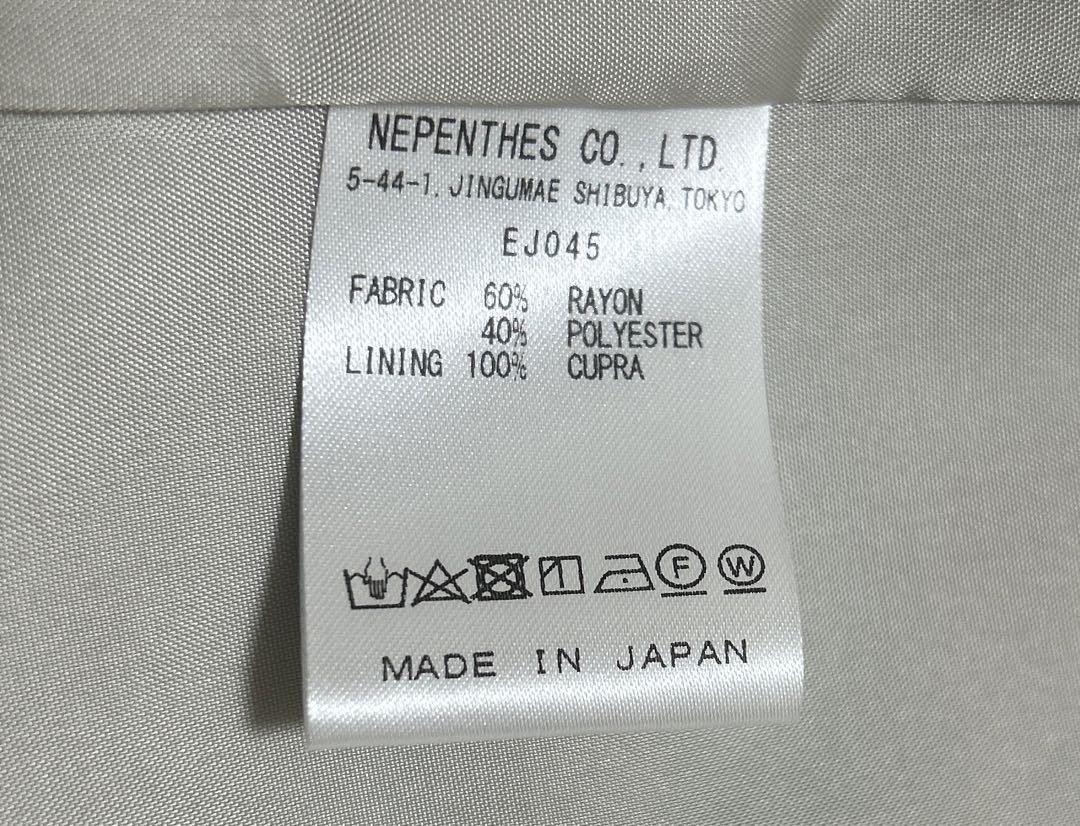 NEPENTHES CO.,LTD.
5-44-1, JINGUMAE SHIBUYA, TOKYO
EJ045
FABRIC 60% RAYON
40% POLYESTER
LINING 100% CUPRA
F W
MADE IN JAPAN